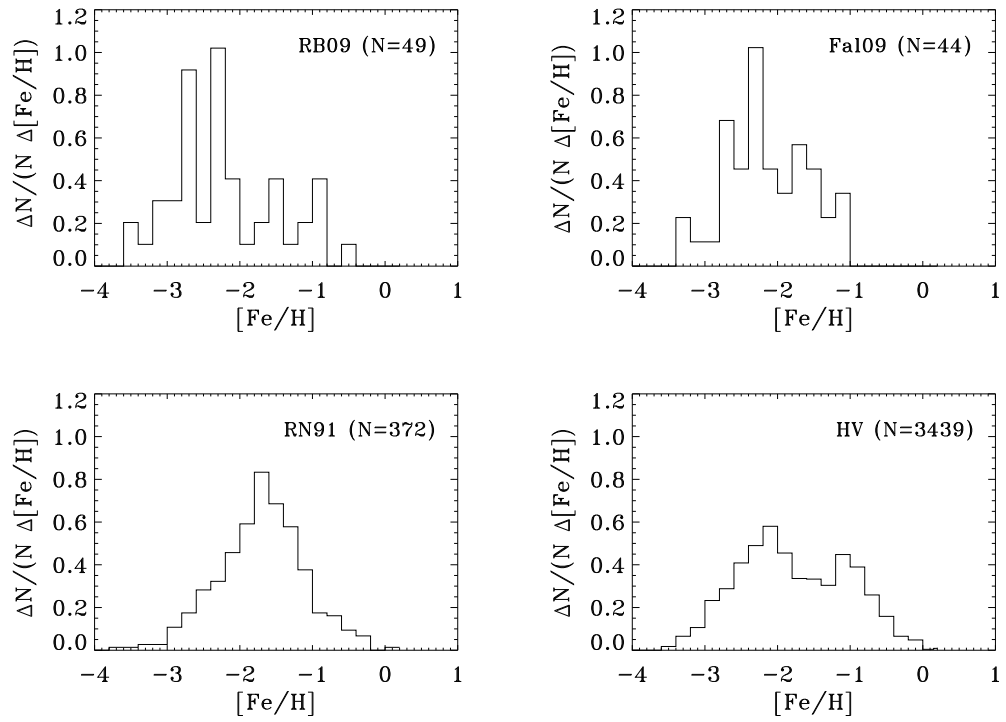 1.2
1.0
0.8
0.6
0.4
0.2
0.0
ΔN/(N Δ[Fe/H])
RB09 (N=49)
−4 −3 −2 −1 0 1
[Fe/H]
1.2
1.0
0.8
0.6
0.4
0.2
0.0
ΔN/(N Δ[Fe/H])
Fal09 (N=44)
−4 −3 −2 −1 0 1
[Fe/H]
1.2
1.0
0.8
0.6
0.4
0.2
0.0
ΔN/(N Δ[Fe/H])
RN91 (N=372)
−4 −3 −2 −1 0 1
[Fe/H]
1.2
1.0
0.8
0.6
0.4
0.2
0.0
ΔN/(N Δ[Fe/H])
HV (N=3439)
−4 −3 −2 −1 0 1
[Fe/H]